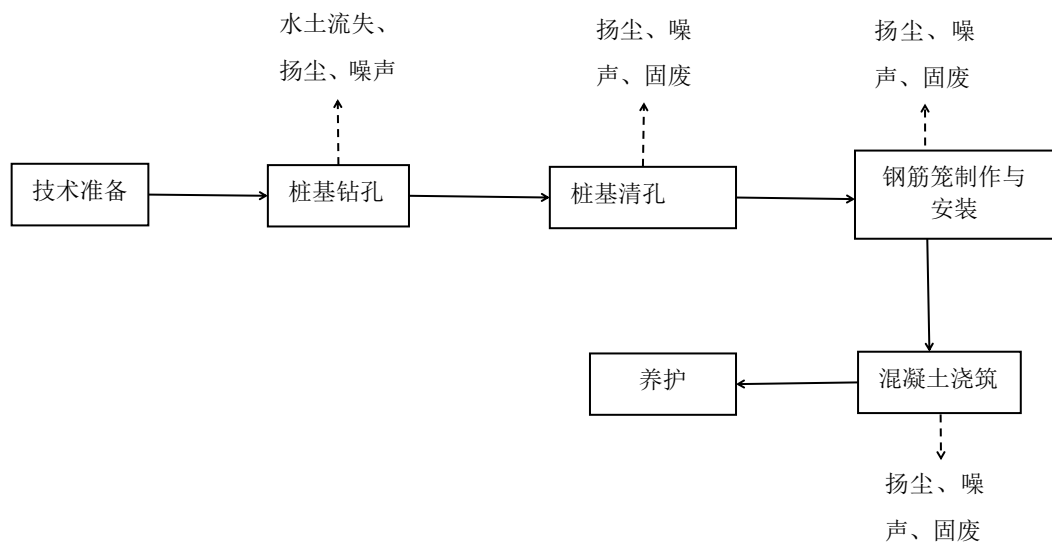 水土流失、
扬尘、噪声
扬尘、噪
声、固废
扬尘、噪
声、固废
技术准备
桩基钻孔
桩基清孔
钢筋笼制作与
安装
养护
混凝土浇筑
扬尘、噪
声、固废